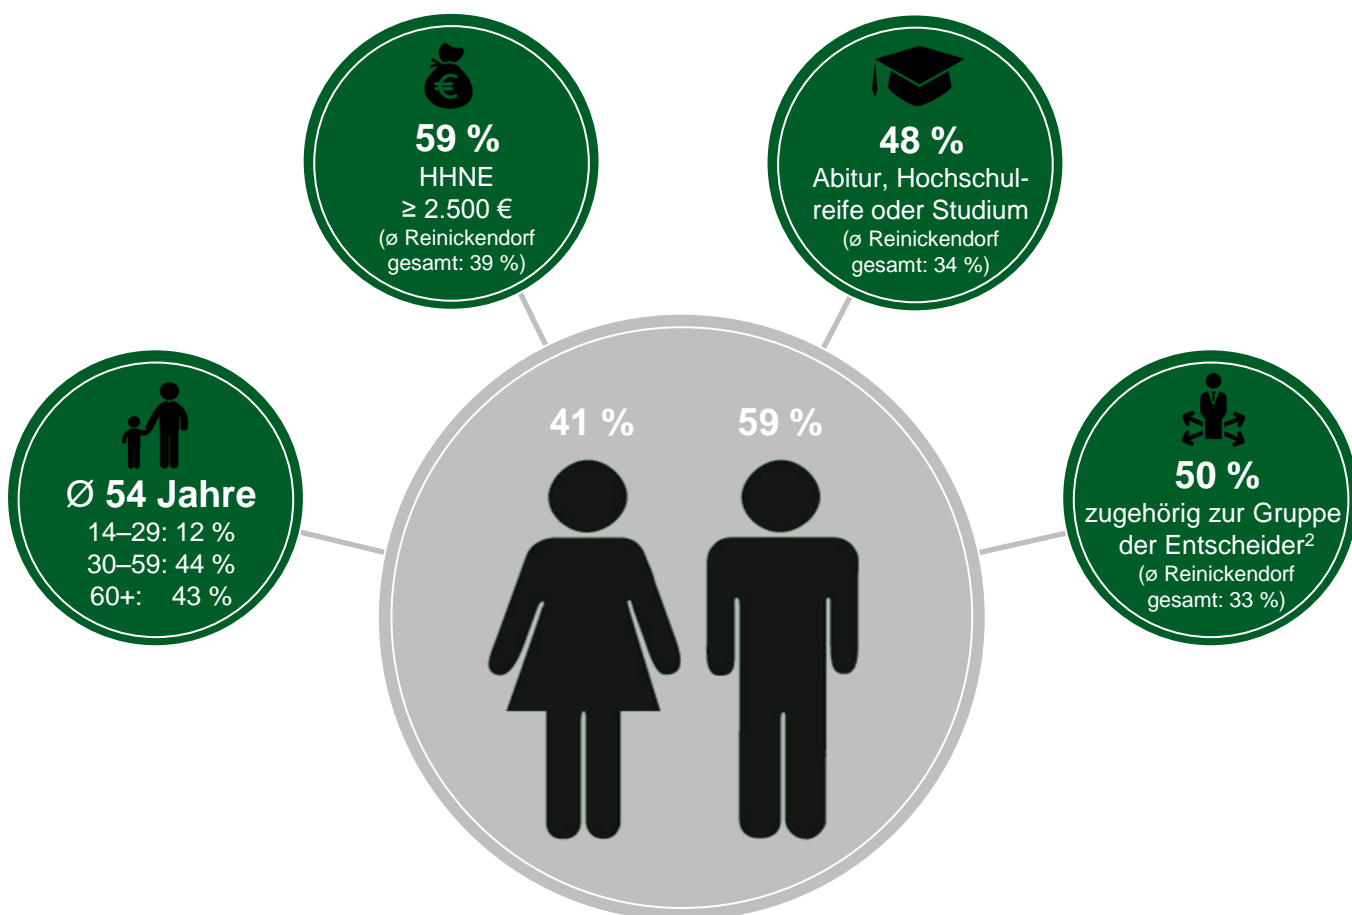 59 %
HHNE
≥ 2.500 €
(ø Reinickendorf
gesamt: 39 %)
48 %
Abitur, Hochschul-
reife oder Studium
(ø Reinickendorf
gesamt: 34 %)
Ø 54 Jahre
14–29: 12 %
30–59: 44 %
60+: 43 %
41 %
59 %
50 %
zugehörig zur Gruppe
der Entscheider²
(ø Reinickendorf
gesamt: 33 %)